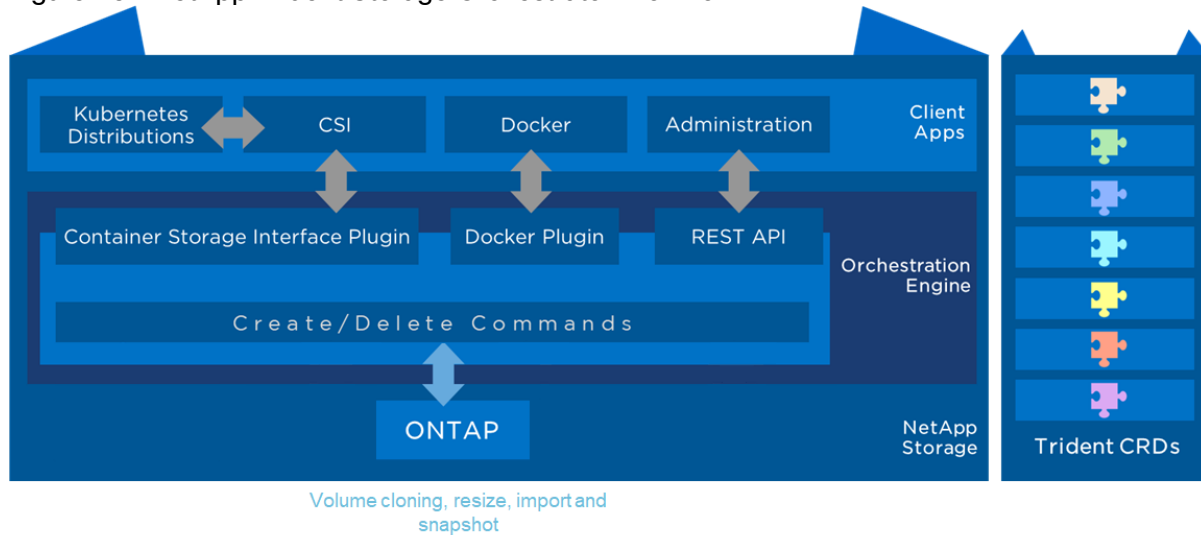 Kubernetes
Distributions
CSI
Docker
Administration
Client
Apps
Container Storage Interface Plugin
Docker Plugin
REST API
Orchestration
Engine
Create/Delete Commands
ONTAP
NetApp
Storage
Trident CRDs
Volume cloning, resize, import and
snapshot